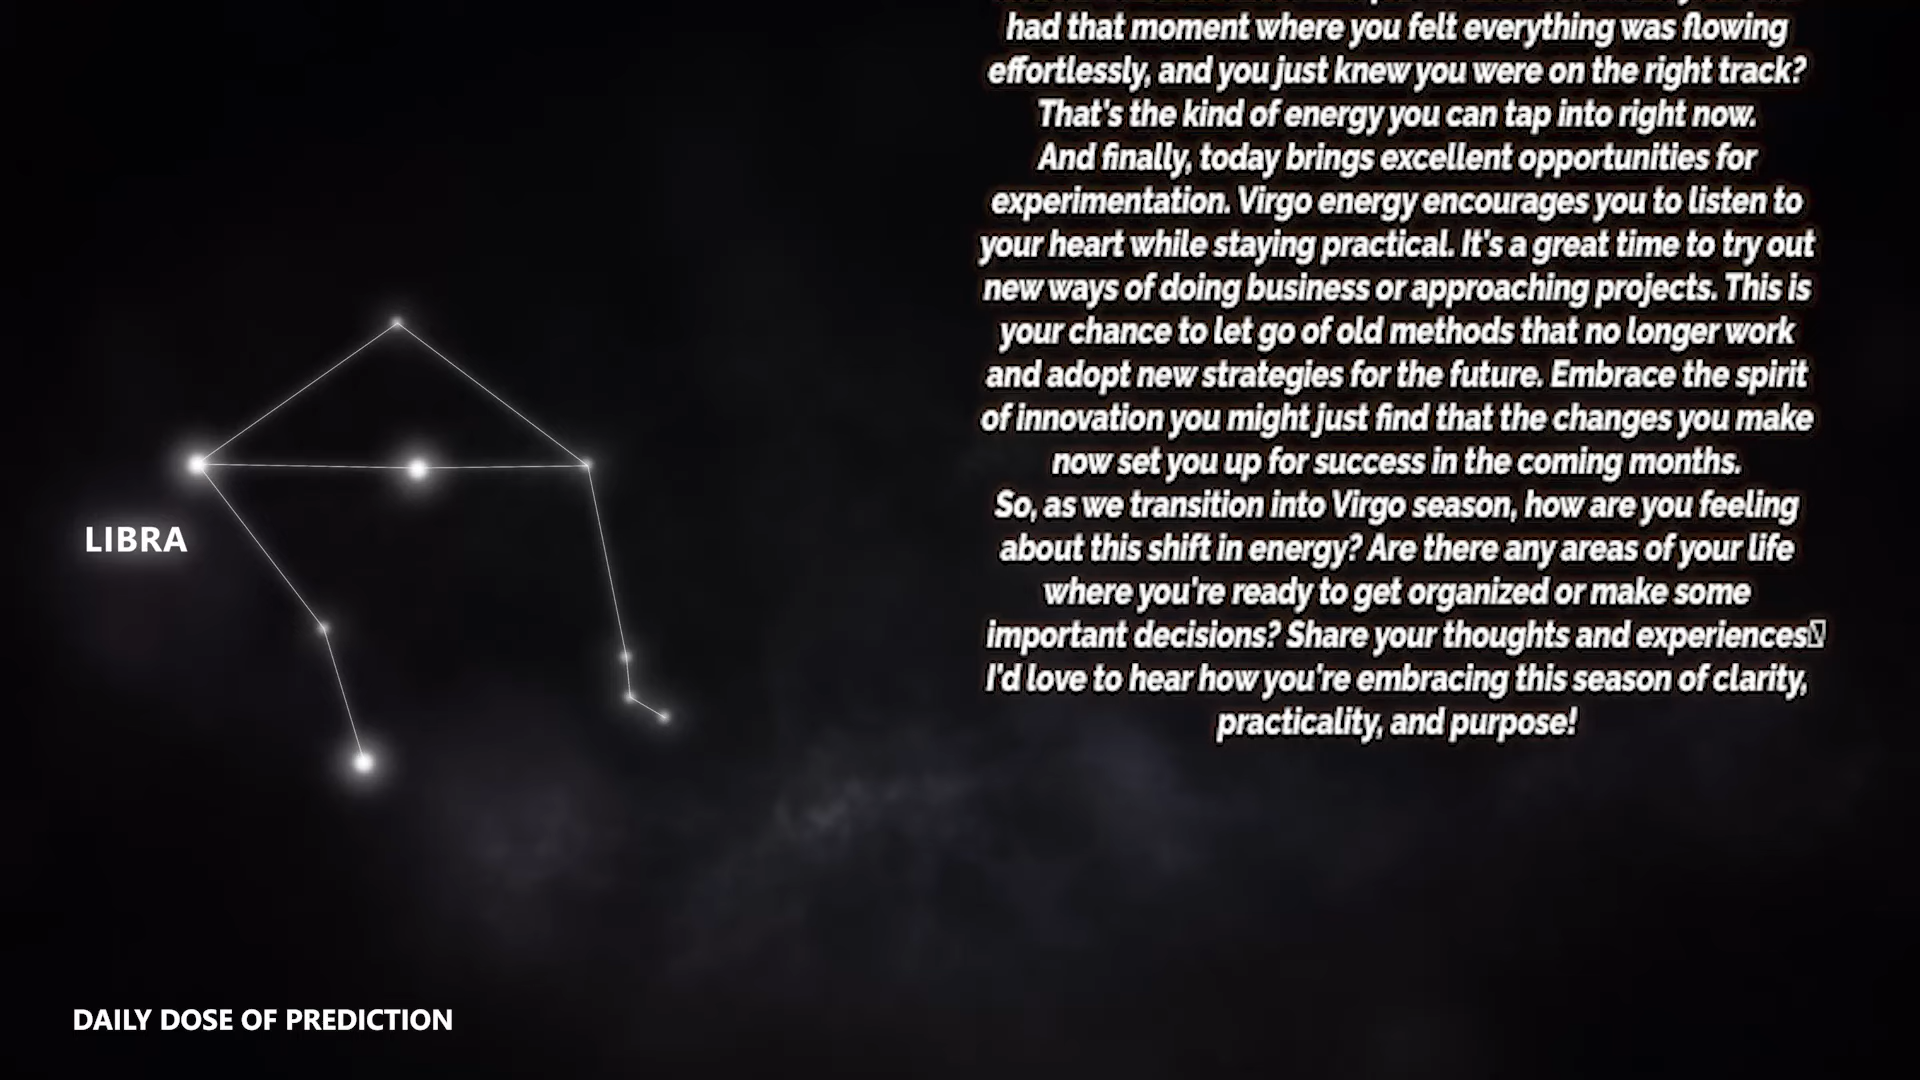 had that moment where you felt everything was flowing
effortlessly, and you just knew you were on the right track?
That's the kind of energy you can tap into right now.
And finally, today brings excellent opportunities for
experimentation. Virgo energy encourages you to listen to
your heart while staying practical. It's a great time to try out
new ways of doing business or approaching projects. This is
your chance to let go of old methods that no longer work
and adopt new strategies for the future. Embrace the spirit
of innovation you might just find that the changes you make
now set you up for success in the coming months.
So, as we transition into Virgo season, how are you feeling
about this shift in energy? Are there any areas of your life
where you're ready to get organized or make some
important decisions? Share your thoughts and experiences
I'd love to hear how you're embracing this season of clarity,
practicality, and purpose!
LIBRA
DAILY DOSE OF PREDICTION